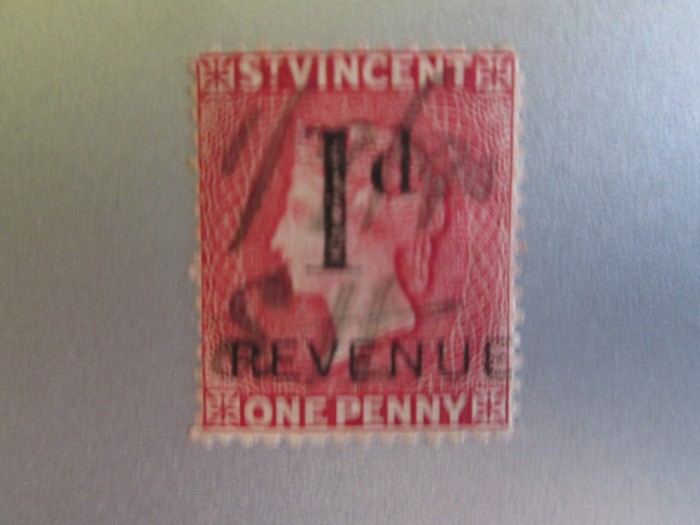 ST VINCENT
1d
REVENUE
ONE PENNY